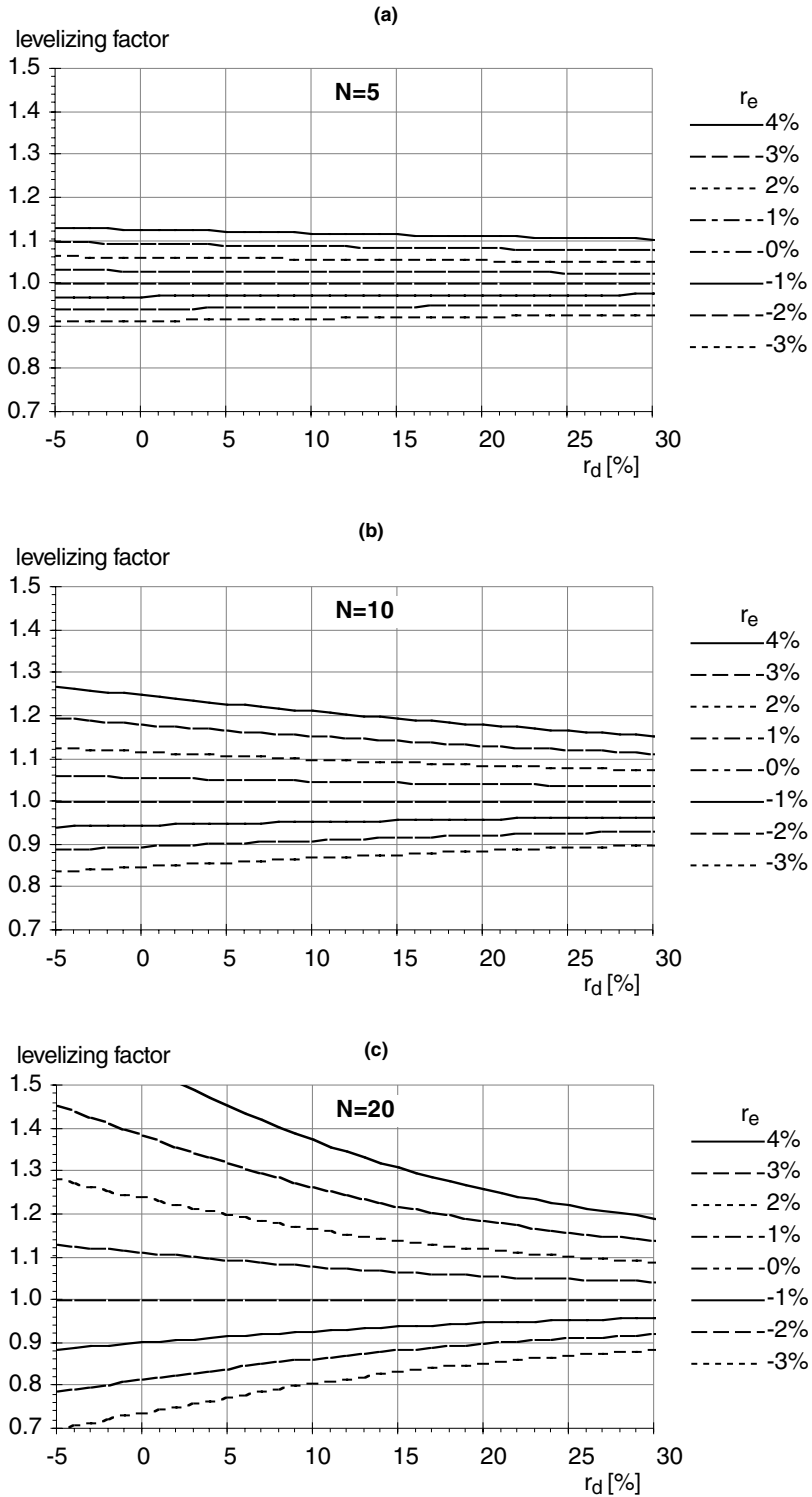 (a)
levelizing factor
1.5
1.4
1.3
1.2
1.1
1.0
0.9
0.8
0.7
N=5
-5 0 5 10 15 20 25 30
r_d [%]
r_e
4%
3%
2%
1%
0%
-1%
-2%
-3%
(b)
levelizing factor
1.5
1.4
1.3
1.2
1.1
1.0
0.9
0.8
0.7
N=10
-5 0 5 10 15 20 25 30
r_d [%]
r_e
4%
3%
2%
1%
0%
-1%
-2%
-3%
(c)
levelizing factor
1.5
1.4
1.3
1.2
1.1
1.0
0.9
0.8
0.7
N=20
-5 0 5 10 15 20 25 30
r_d [%]
r_e
4%
3%
2%
1%
0%
-1%
-2%
-3%